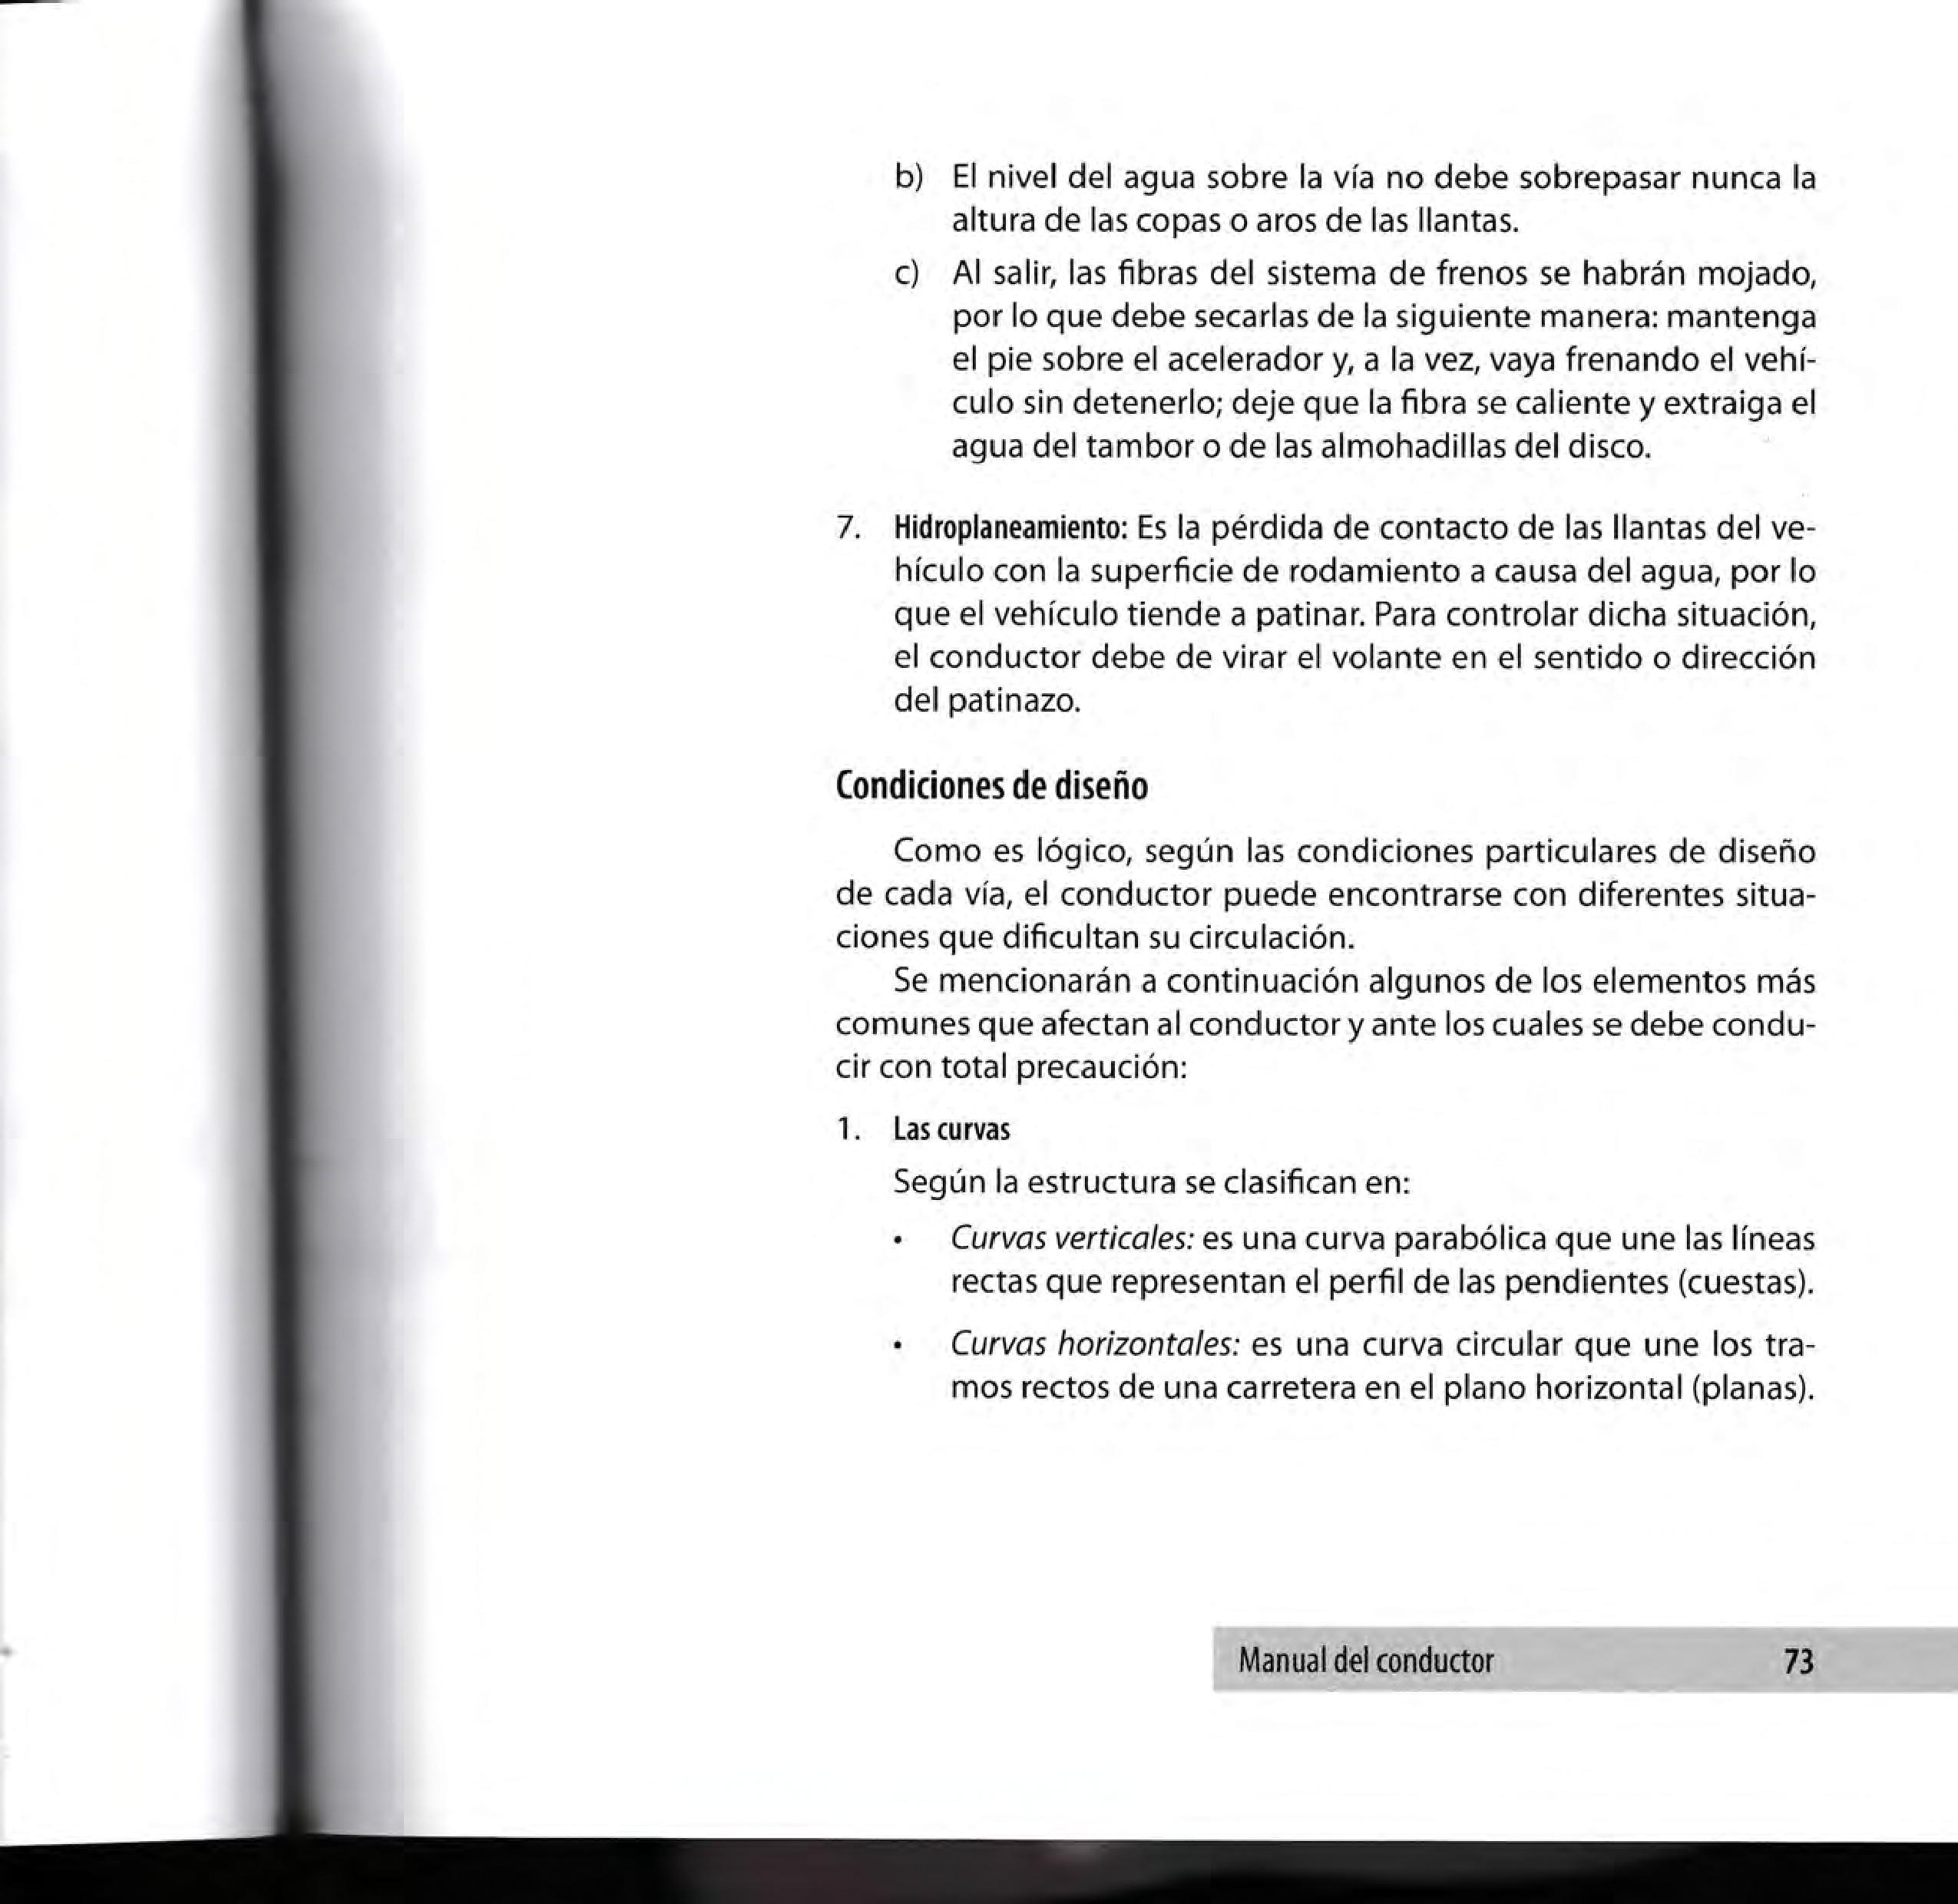 b) El nivel del agua sobre la vía no debe sobrepasar nunca la
altura de las copas o aros de las llantas.
c) Al salir, las fibras del sistema de frenos se habrán mojado,
por lo que debe secarlas de la siguiente manera: mantenga
el pie sobre el acelerador y, a la vez, vaya frenando el vehí-
culo sin detenerlo; deje que la fibra se caliente y extraiga el
agua del tambor o de las almohadillas del disco.
7. Hidroplaneamiento: Es la pérdida de contacto de las llantas del ve-
hículo con la superficie de rodamiento a causa del agua, por lo
que el vehículo tiende a patinar. Para controlar dicha situación,
el conductor debe de virar el volante en el sentido o dirección
del patinazo.
Condiciones de diseño
Como es lógico, según las condiciones particulares de diseño
de cada vía, el conductor puede encontrarse con diferentes situa-
ciones que dificultan su circulación.
Se mencionarán a continuación algunos de los elementos más
comunes que afectan al conductor y ante los cuales se debe condu-
cir con total precaución:
1. Las curvas
Según la estructura se clasifican en:
• Curvas verticales: es una curva parabólica que une las líneas
rectas que representan el perfil de las pendientes (cuestas).
• Curvas horizontales: es una curva circular que une los tra-
mos rectos de una carretera en el plano horizontal (planas).
Manual del conductor 73